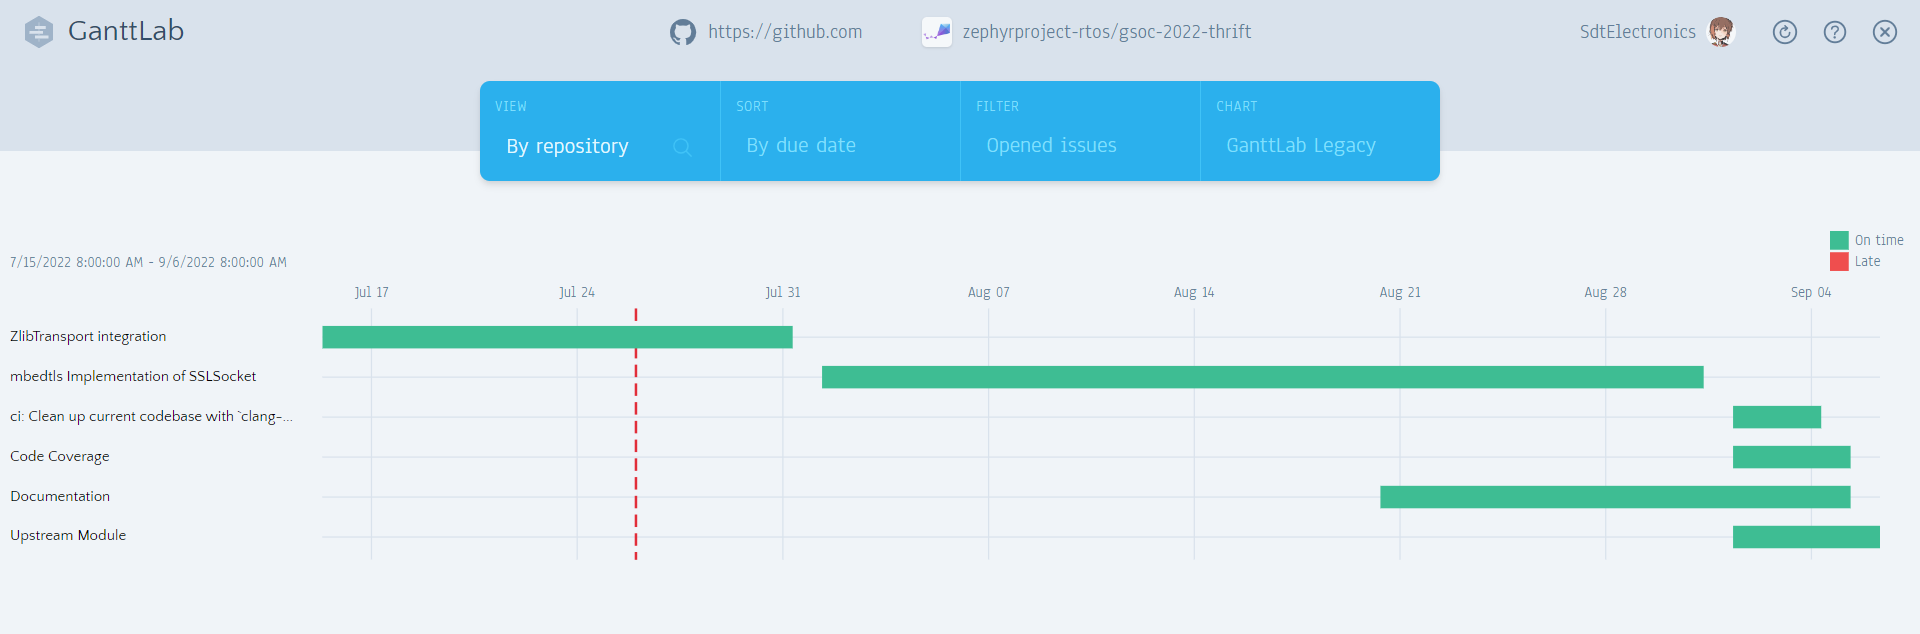 GanttLab
https://github.com
zephyrproject-rtos/gsoc-2022-thrift
SdtElectronics
VIEW
By repository
SORT
By due date
FILTER
Opened issues
CHART
GanttLab Legacy
On time
Late
7/15/2022 8:00:00 AM - 9/6/2022 8:00:00 AM
Jul 17
Jul 24
Jul 31
Aug 07
Aug 14
Aug 21
Aug 28
Sep 04
ZlibTransport integration
mbedtls Implementation of SSLSocket
ci: Clean up current codebase with `clang-...
Code Coverage
Documentation
Upstream Module